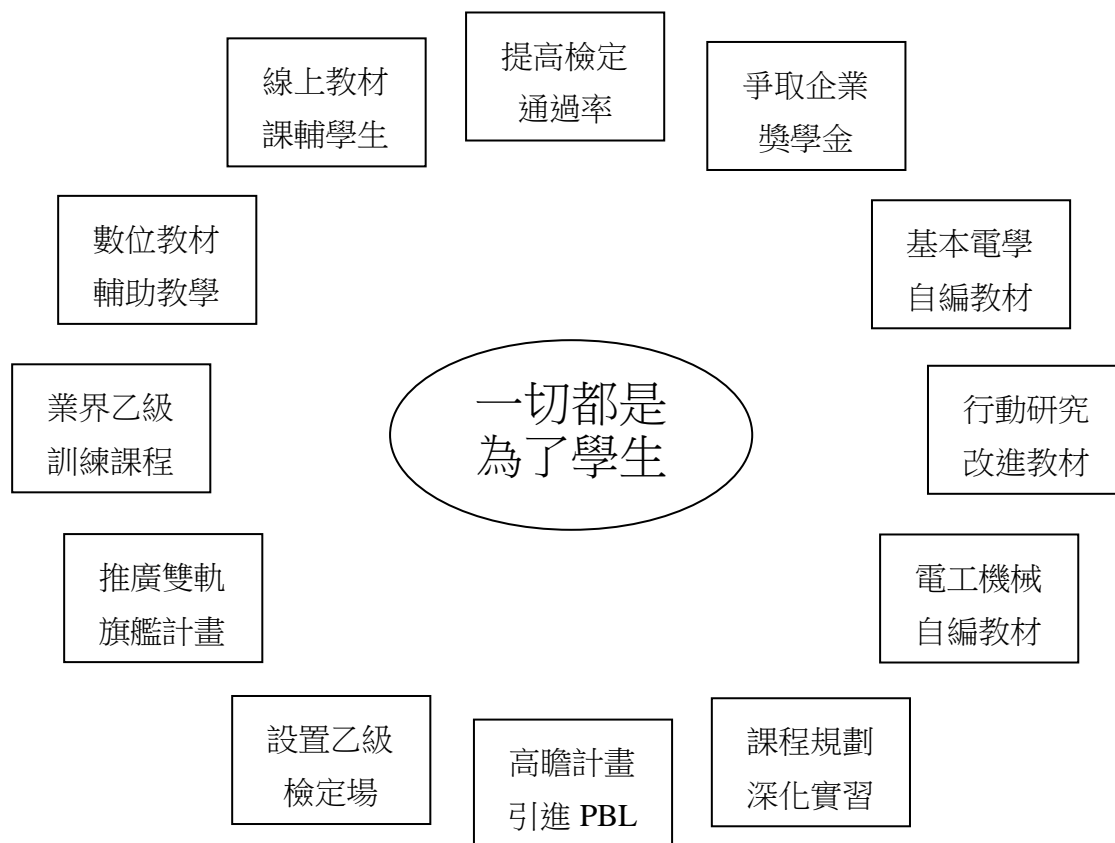 提高檢定
通過率
線上教材
課輔學生
爭取企業
獎學金
數位教材
輔助教學
基本電學
自編教材
一切都是
為了學生
業界乙級
訓練課程
行動研究
改進教材
推廣雙軌
旗艦計畫
電工機械
自編教材
設置乙級
檢定場
高瞻計畫
引進 PBL
課程規劃
深化實習